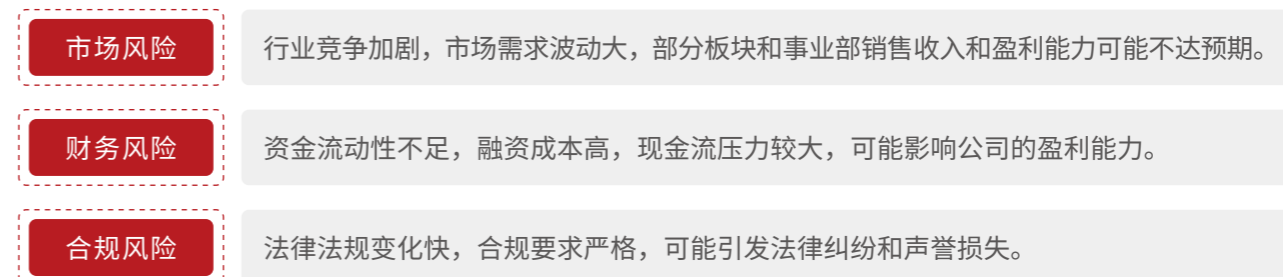 市场风险
行业竞争加剧，市场需求波动大，部分板块和事业部销售收入和盈利能力可能不达预期。
财务风险
资金流动性不足，融资成本高，现金流压力较大，可能影响公司的盈利能力。
合规风险
法律法规变化快，合规要求严格，可能引发法律纠纷和声誉损失。